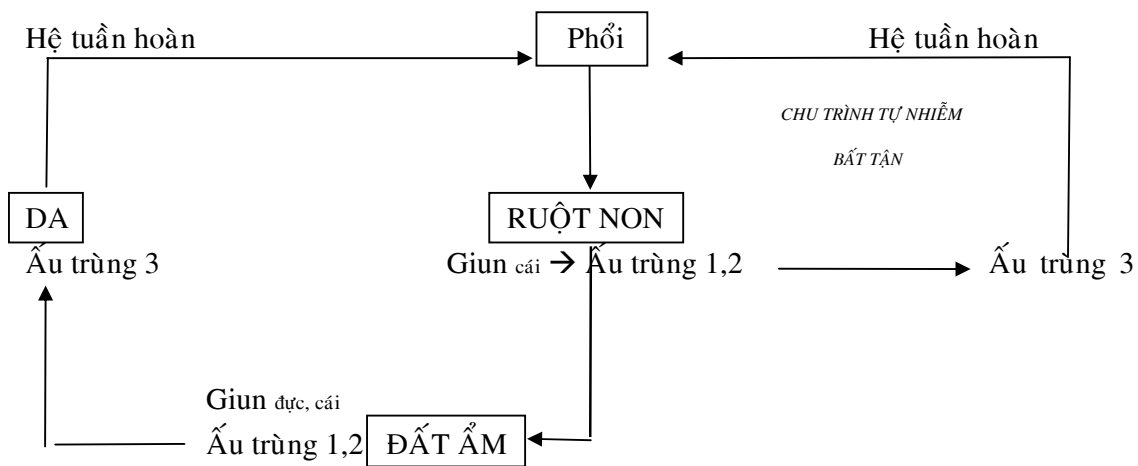 Hệ tuần hoàn
Phổi
Hệ tuần hoàn
CHU TRÌNH TỰ NHIỄM
BẤT TẬN
DA
RUỘT NON
Ấu trùng 3
Giun cái → Ấu trùng 1,2
Ấu trùng 3
Giun đực, cái
Ấu trùng 1,2
ĐẤT ẨM